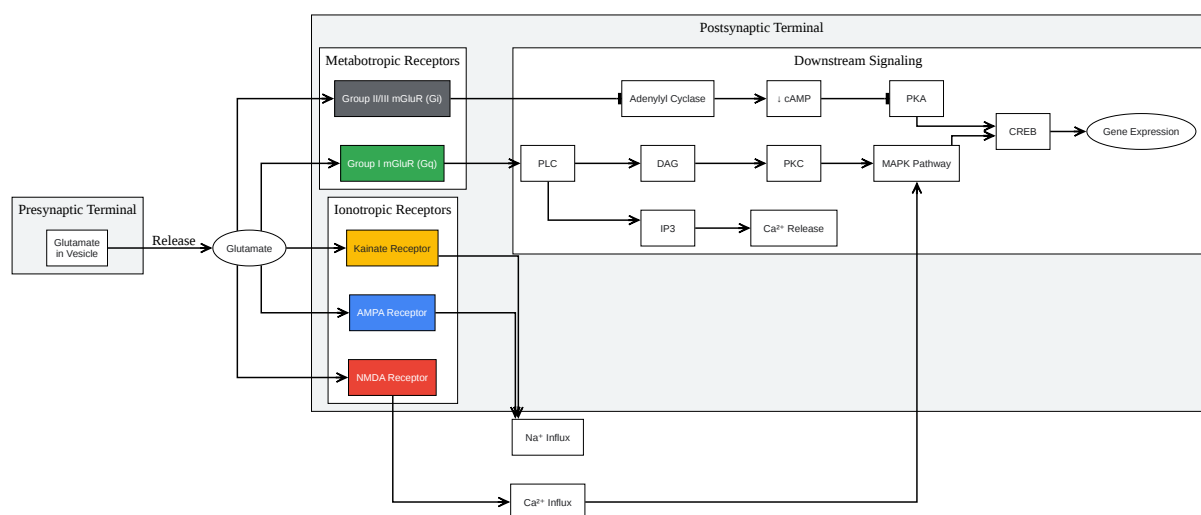 Postsynaptic Terminal
Metabotropic Receptors
Downstream Signaling
Group II/III mGluR (Gi)
Adenylyl Cyclase
↓ cAMP
PKA
CREB
Gene Expression
Group I mGluR (Gq)
PLC
DAG
PKC
MAPK Pathway
Presynaptic Terminal
Ionotropic Receptors
IP3
Ca²⁺ Release
Glutamate
in Vesicle
Release
Glutamate
Kainate Receptor
AMPA Receptor
NMDA Receptor
Na⁺ Influx
Ca²⁺ Influx